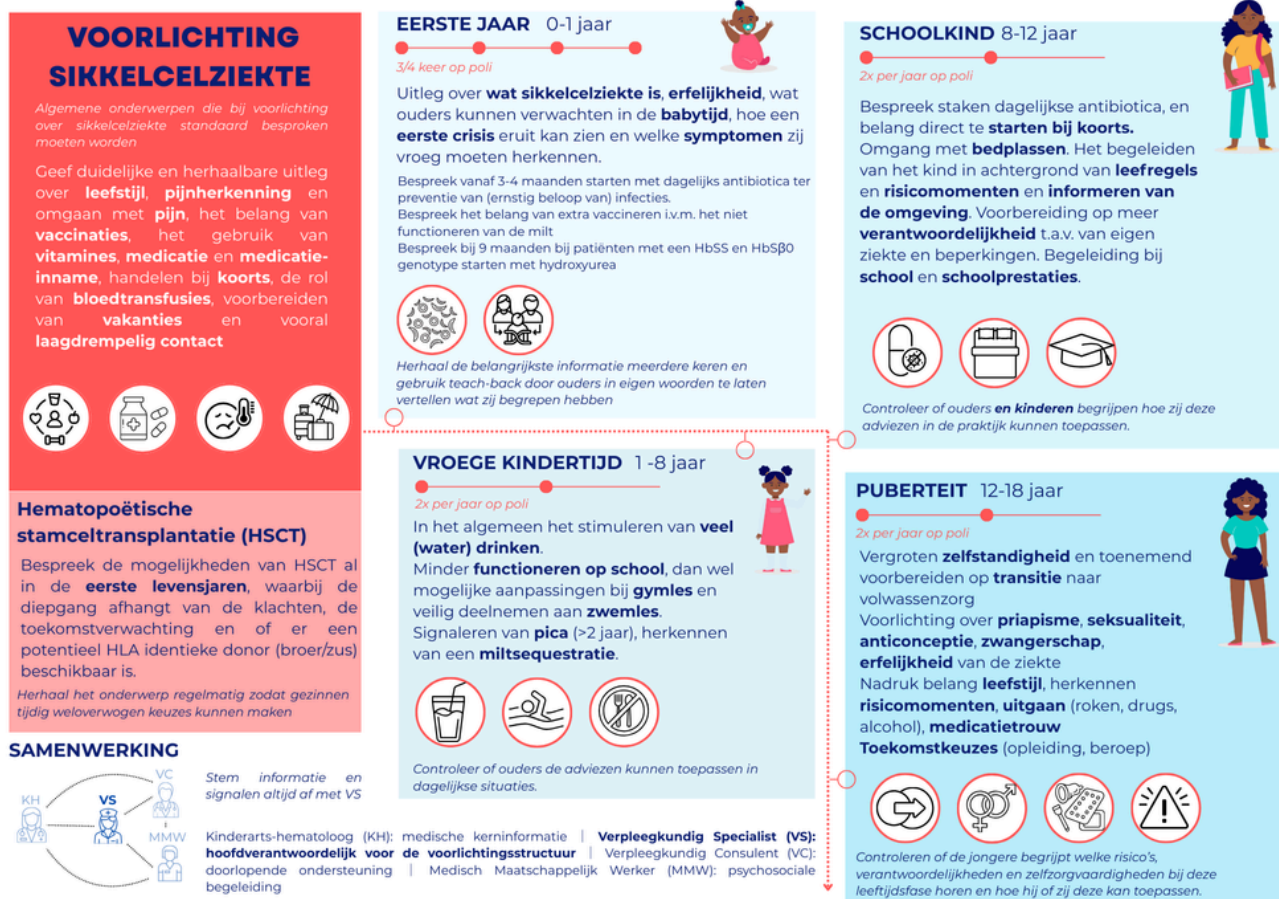 VOORLICHTING
SIKKELCELZIEKTE
Algemene onderwerpen die bij voorlichting
over sikkelcelziekte standaard besproken
moeten worden
Geef duidelijke en herhaalbare uitleg
over leefstijl, pijnherkenning en
omgaan met pijn, het belang van
vaccinaties, het gebruik van
vitamines, medicatie en medicatie-
inname, handelen bij koorts, de rol
van bloedtransfusies, voorbereiden
van vakanties en vooral
laagdrempelig contact
Hematopoëtische
stamceltransplantatie (HSCT)
Bespreek de mogelijkheden van HSCT al
in de eerste levensjaren, waarbij de
diepgang afhangt van de klachten, de
toekomstverwachting en of er een
potentieel HLA identieke donor (broer/zus)
beschikbaar is.
Herhaal het onderwerp regelmatig zodat gezinnen
tijdig weloverwogen keuzes kunnen maken
EERSTE JAAR 0-1 jaar
3/4 keer op poli
Uitleg over wat sikkelcelziekte is, erfelijkheid, wat
ouders kunnen verwachten in de babytijd, hoe een
eerste crisis eruit kan zien en welke symptomen zij
vroeg moeten herkennen.
Bespreek vanaf 3-4 maanden starten met dagelijks antibiotica ter
preventie van (ernstig beloop van) infecties.
Bespreek het belang van extra vaccineren i.v.m. het niet
functioneren van de milt
Bespreek bij 9 maanden bij patiënten met een HbSS en HbSβ0
genotype starten met hydroxyurea
Herhaal de belangrijkste informatie meerdere keren en
gebruik teach-back door ouders in eigen woorden te laten
vertellen wat zij begrepen hebben
VROEGE KINDERTIJD 1 -8 jaar
2x per jaar op poli
In het algemeen het stimuleren van veel
(water) drinken.
Minder functioneren op school, dan wel
mogelijke aanpassingen bij gymles en
veilig deelnemen aan zwemles.
Signaleren van pica (>2 jaar), herkennen
van een miltsequestratie.
Controleer of ouders de adviezen kunnen toepassen in
dagelijkse situaties.
SCHOOLKIND 8-12 jaar
2x per jaar op poli
Bespreek staken dagelijkse antibiotica, en
belang direct te starten bij koorts.
Omgang met bedplassen. Het begeleiden
van het kind in achtergrond van leefregels
en risicomomenten en informeren van
de omgeving. Voorbereiding op meer
verantwoordelijkheid t.a.v. van eigen
ziekte en beperkingen. Begeleiding bij
school en schoolprestaties.
Controleer of ouders en kinderen begrijpen hoe zij deze
adviezen in de praktijk kunnen toepassen.
PUBERTEIT 12-18 jaar
2x per jaar op poli
Vergroten zelfstandigheid en toenemend
voorbereiden op transitie naar
volwassenzorg
Voorlichting over priapisme, seksualiteit,
anticonceptie, zwangerschap,
erfelijkheid van de ziekte
Nadruk belang leefstijl, herkennen
risicomomenten, uitgaan (roken, drugs,
alcohol), medicatietrouw
Toekomstkeuzes (opleiding, beroep)
Controleren of de jongere begrijpt welke risico's,
verantwoordelijkheden en zelfzorgvaardigheden bij deze
leeftijdsfase horen en hoe hij of zij deze kan toepassen.
SAMENWERKING
KH
VS
VC
MMW
Stem informatie en
signalen altijd af met VS
Kinderarts-hematoloog (KH): medische kerninformatie | Verpleegkundig Specialist (VS):
hoofdverantwoordelijk voor de voorlichtingsstructuur | Verpleegkundig Consulent (VC):
doorlopende ondersteuning | Medisch Maatschappelijk Werker (MMW): psychosociale
begeleiding